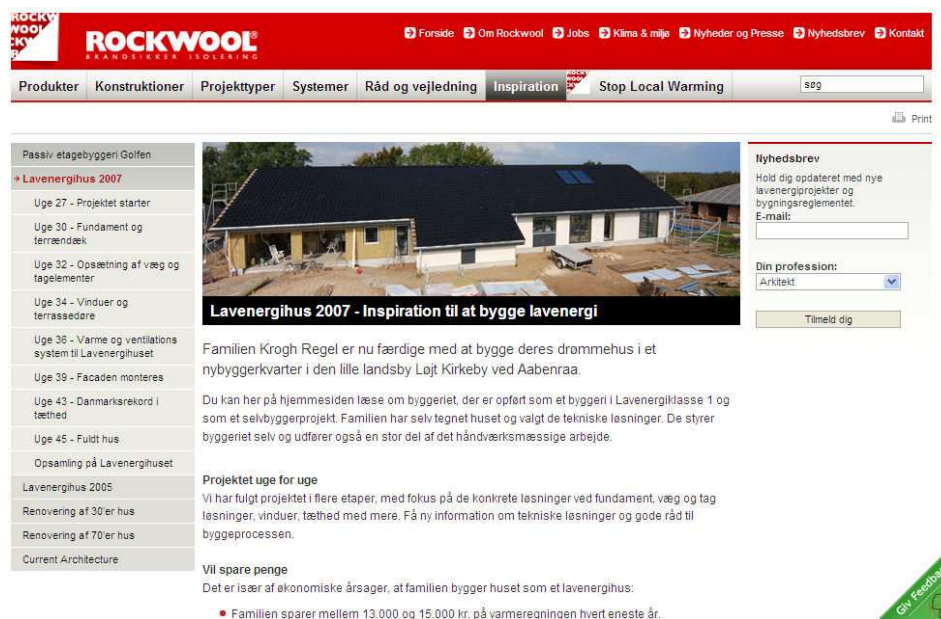 ROCKWOOL
BRANDSIKKER ISOLERING
Forside Om Rockwool Jobs Klima & miljø Nyheder og Presse Nyhedsbrev Kontakt
Produkter Konstruktioner Projekttyper Systemer Råd og vejledning Inspiration Stop Local Warming
søg
Print
Passiv etagebyggeri Golfen
Lavenergihus 2007
Uge 27 - Projektet starter
Uge 30 - Fundament og
terrændæk
Uge 32 - Opsætning af væg og
tagelementer
Uge 34 - Vinduer og
terrassedøre
Uge 36 - Varme og ventilations
system til Lavenergihuset
Uge 39 - Facaden monteres
Uge 43 - Danmarksrekord i
tæthed
Uge 45 - Fuldt hus
Opsamling på Lavenergihuset
Lavenergihus 2005
Renovering af 30'er hus
Renovering af 70'er hus
Current Architecture
Lavenergihus 2007 - Inspiration til at bygge lavenergi
Familien Krogh Regel er nu færdige med at bygge deres drømmehus i et
nybyggerkvarter i den lille landsby Løjt Kirkeby ved Aabenraa.
Du kan her på hjemmesiden læse om byggeriet, der er opført som et byggeri i Lavenergiklasse 1 og
som et selvbyggerprojekt. Familien har selv tegnet huset og valgt de tekniske løsninger. De styrer
byggeriet selv og udfører også en stor del af det håndværksmæssige arbejde.
Projektet uge for uge
Vi har fulgt projektet i flere etaper, med fokus på de konkrete løsninger ved fundament, væg og tag
løsninger, vinduer, tæthed med mere. Få ny information om tekniske løsninger og gode råd til
byggeprocessen.
Vil spare penge
Det er især af økonomiske årsager, at familien bygger huset som et lavenergihus:
Familien sparer mellem 13.000 og 15.000 kr. på varmeregningen hvert eneste år.
Nyhedsbrev
Hold dig opdateret med nye
lavenergiprojekter og
bygningsreglementet.
E-mail:
Din profession:
Arkitekt
Tilmeld dig
Giv Feedba